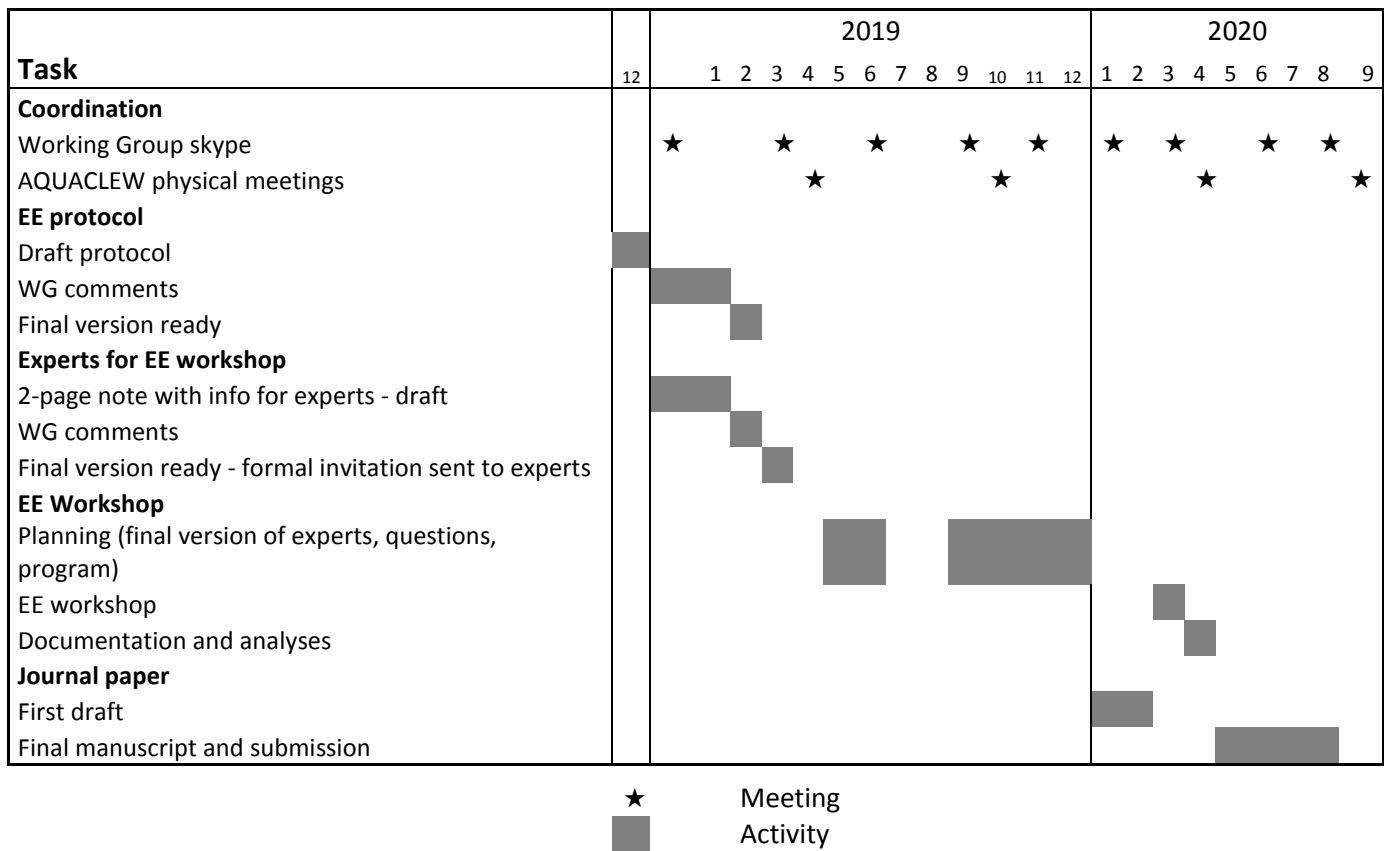 2019 2020
Task 12 1 2 3 4 5 6 7 8 9 10 11 12 1 2 3 4 5 6 7 8 9
Coordination
Working Group skype ★ ★ ★ ★ ★ ★ ★ ★ ★
AQUACLEW physical meetings ★ ★ ★ ★
EE protocol
Draft protocol
WG comments
Final version ready
Experts for EE workshop
2-page note with info for experts - draft
WG comments
Final version ready - formal invitation sent to experts
EE Workshop
Planning (final version of experts, questions,
program)
EE workshop
Documentation and analyses
Journal paper
First draft
Final manuscript and submission
★ Meeting
Activity